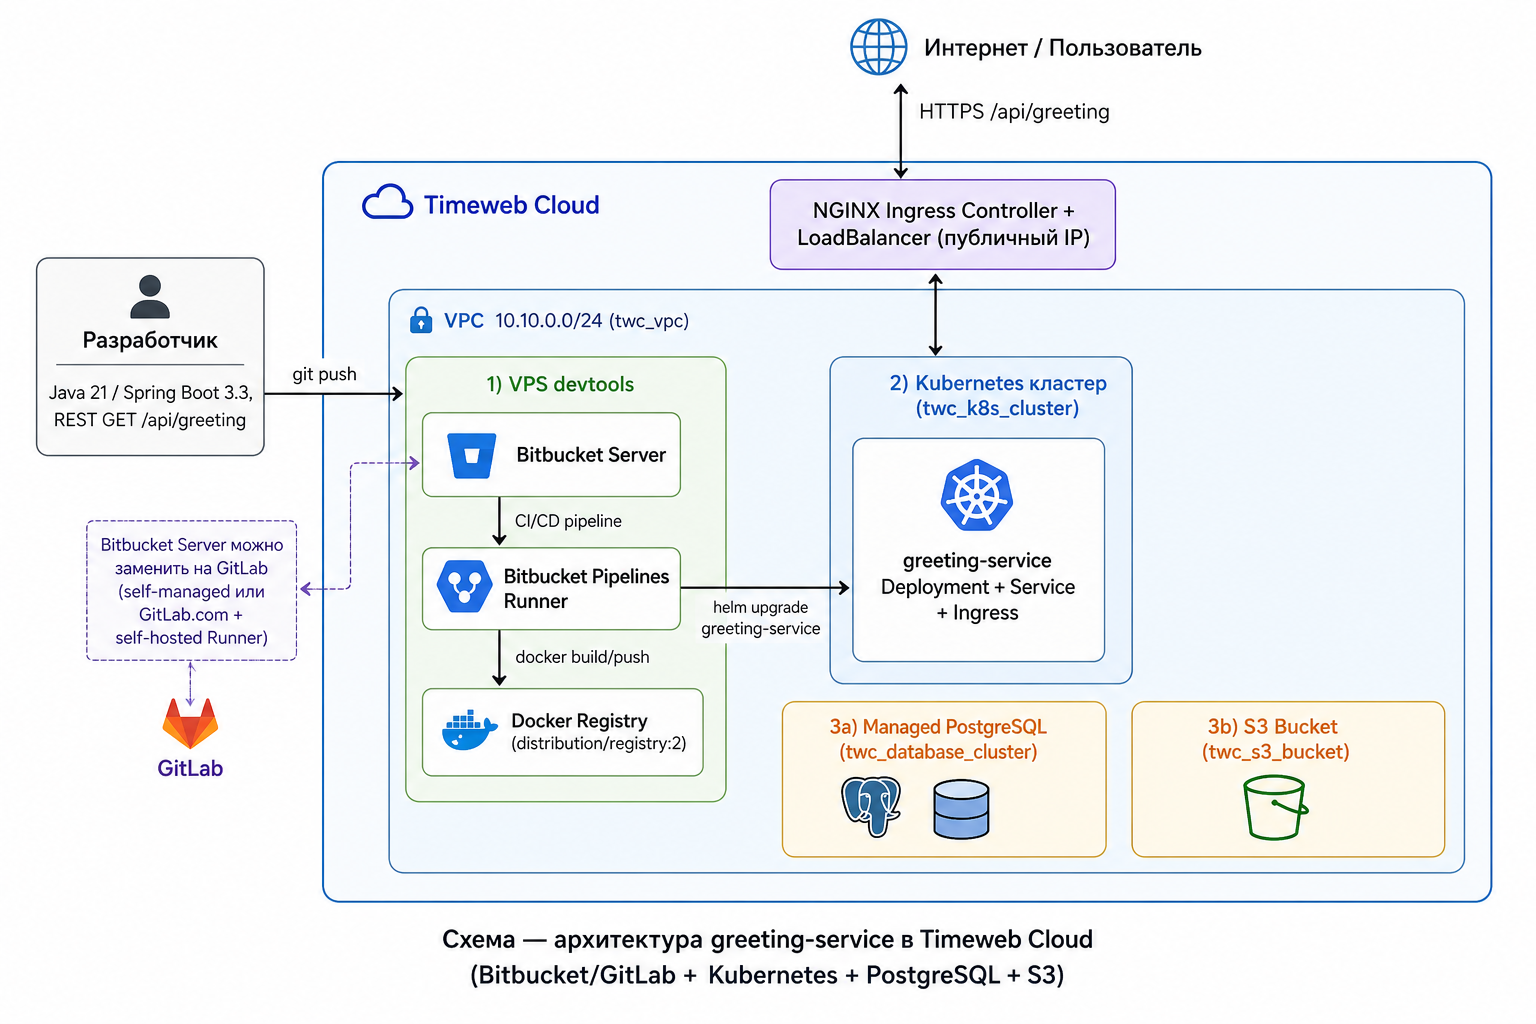 Интернет / Пользователь
HTTPS /api/greeting
Timeweb Cloud
NGINX Ingress Controller +
LoadBalancer (публичный IP)
Разработчик
Java 21 / Spring Boot 3.3,
REST GET /api/greeting
git push
VPC 10.10.0.0/24 (twc_vpc)
1) VPS devtools
Bitbucket Server
CI/CD pipeline
Bitbucket Pipelines
Runner
docker build/push
Docker Registry
(distribution/registry:2)
helm upgrade
greeting-service
2) Kubernetes кластер
(twc_k8s_cluster)
greeting-service
Deployment + Service
+ Ingress
Bitbucket Server можно
заменить на GitLab
(self-managed или
GitLab.com +
self-hosted Runner)
GitLab
3a) Managed PostgreSQL
(twc_database_cluster)
3b) S3 Bucket
(twc_s3_bucket)
Схема — архитектура greeting-service в Timeweb Cloud
(Bitbucket/GitLab + Kubernetes + PostgreSQL + S3)